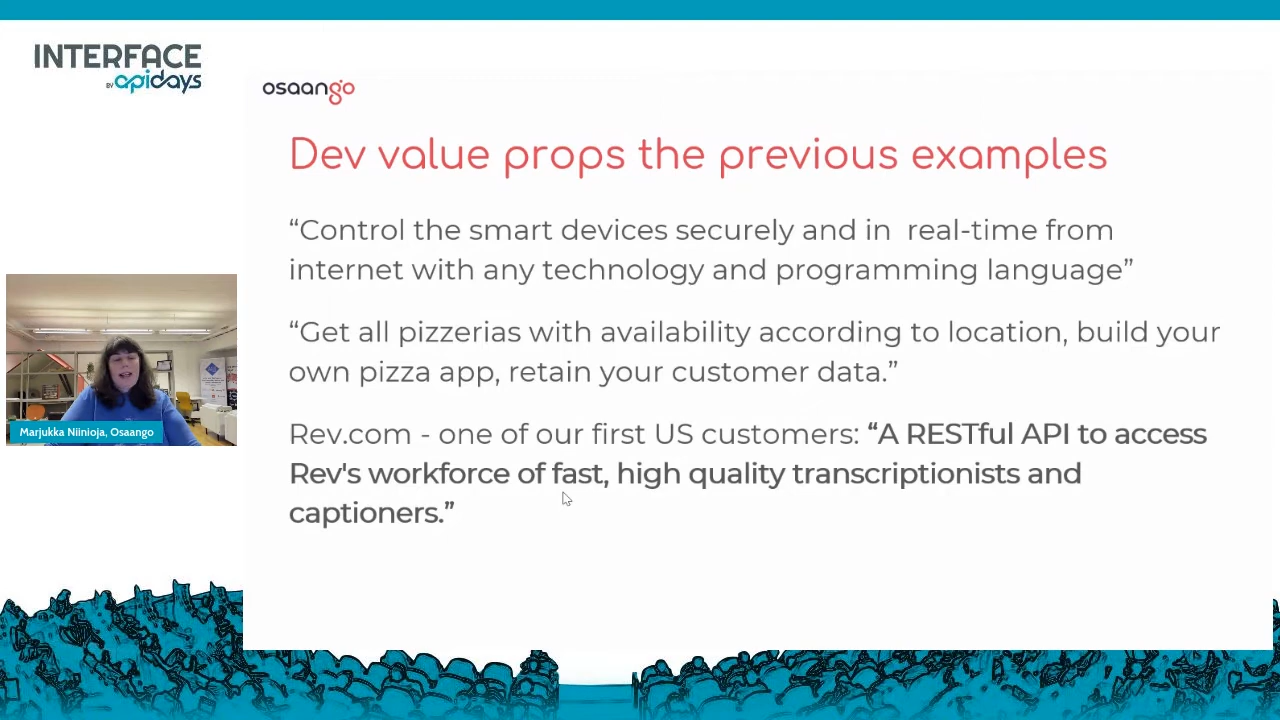 INTERFACE
BY apidays
osaango
Dev value props the previous examples
“Control the smart devices securely and in real-time from
internet with any technology and programming language”
“Get all pizzerias with availability according to location, build your
own pizza app, retain your customer data.”
Rev.com - one of our first US customers: “A RESTful API to access
Rev's workforce of fast, high quality transcriptionists and
captioners.”
Marjukka Niinioja, Osaango